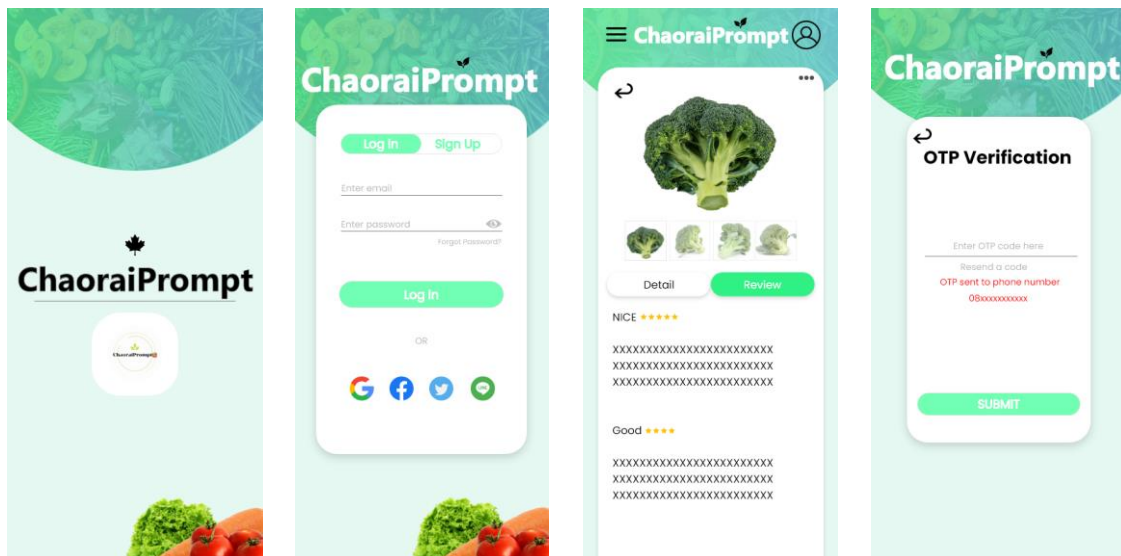 ChaoraiPrompt
ChaoraiPrompt
ChaoraiPrompt
Log In
Sign Up
Enter email
Enter password
Forgot Password?
Log In
OR
ChaoraiPrompt
Detail
Review
NICE ★★★★★
XXXXXXXXXXXXXXXXXXXXXXXX
XXXXXXXXXXXXXXXXXXXXXXXX
XXXXXXXXXXXXXXXXXXXXXXXX
Good ★★★★
XXXXXXXXXXXXXXXXXXXXXXXX
XXXXXXXXXXXXXXXXXXXXXXXX
XXXXXXXXXXXXXXXXXXXXXXXX
ChaoraiPrompt
OTP Verification
Enter OTP code here
Resend a code
OTP sent to phone number
08xxxxxxxxxx
SUBMIT